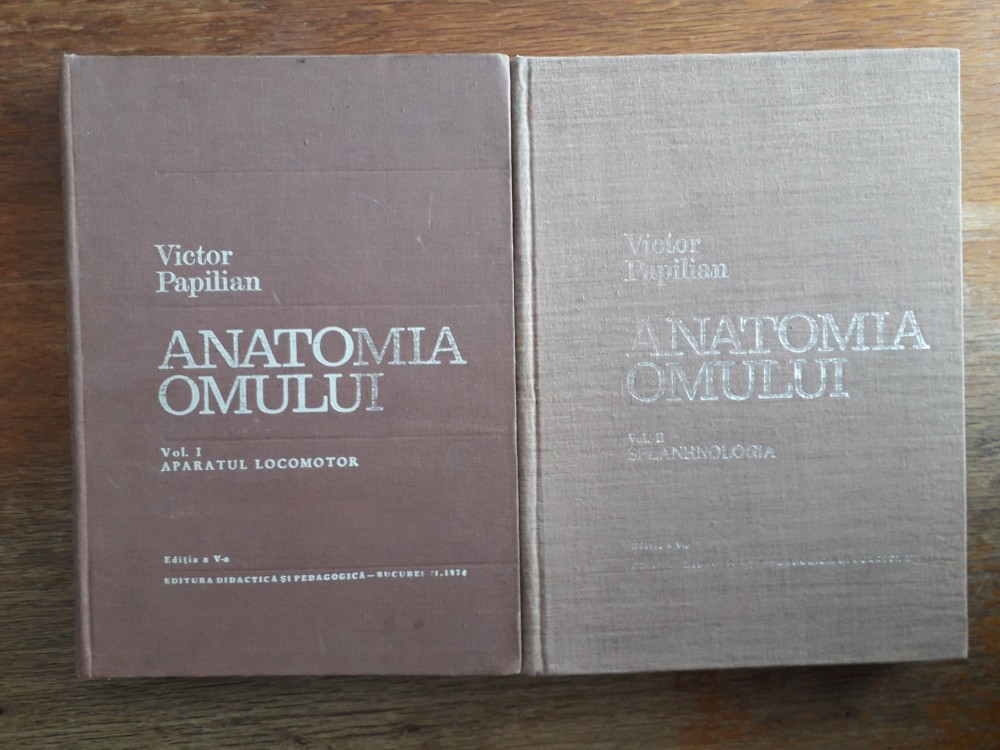 Victor
Papilian
ANATOMIA
OMULUI
Vol. I
APARATUL LOCOMOTOR
Ediția a V-a
EDITURA DIDACTICĂ ȘI PEDAGOGICĂ — 1974
Victor
Papilian
ANATOMIA
OMULUI
Vol. II
SPLANHNOLOGIA